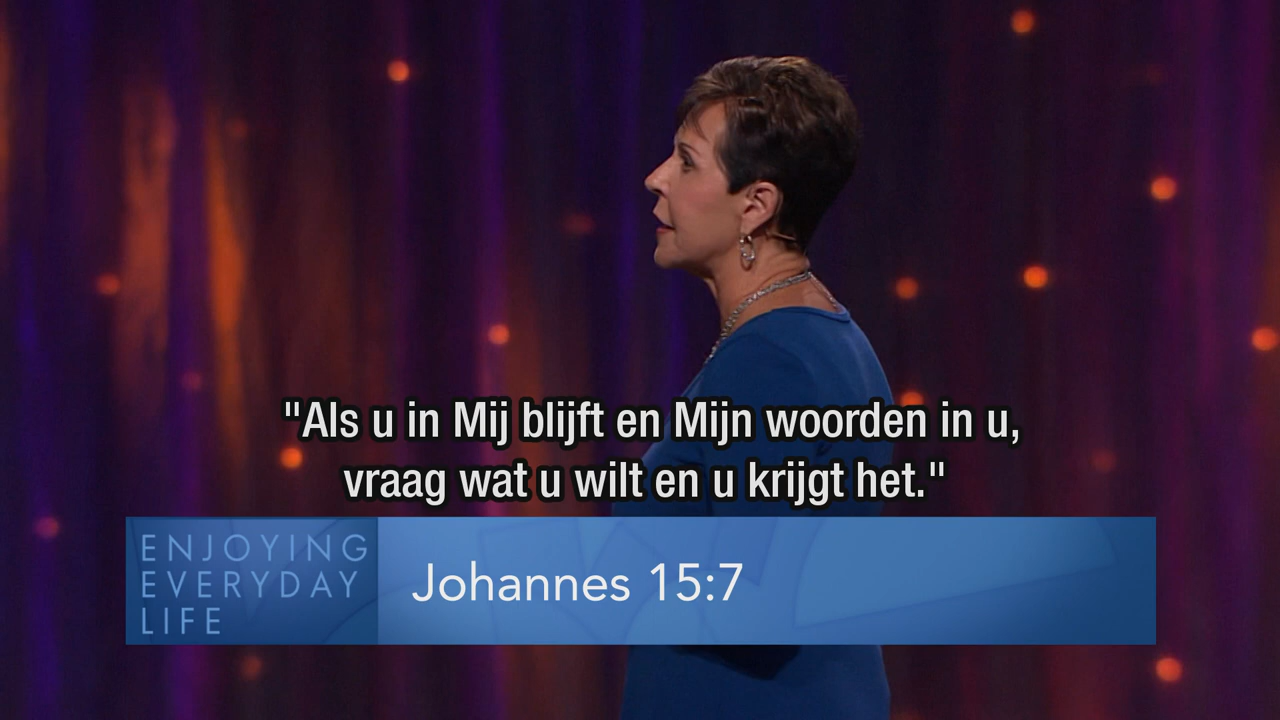 "Als u in Mij blijft en Mijn woorden in u,
vraag wat u wilt en u krijgt het."
ENJOYING
EVERYDAY
LIFE
Johannes 15:7